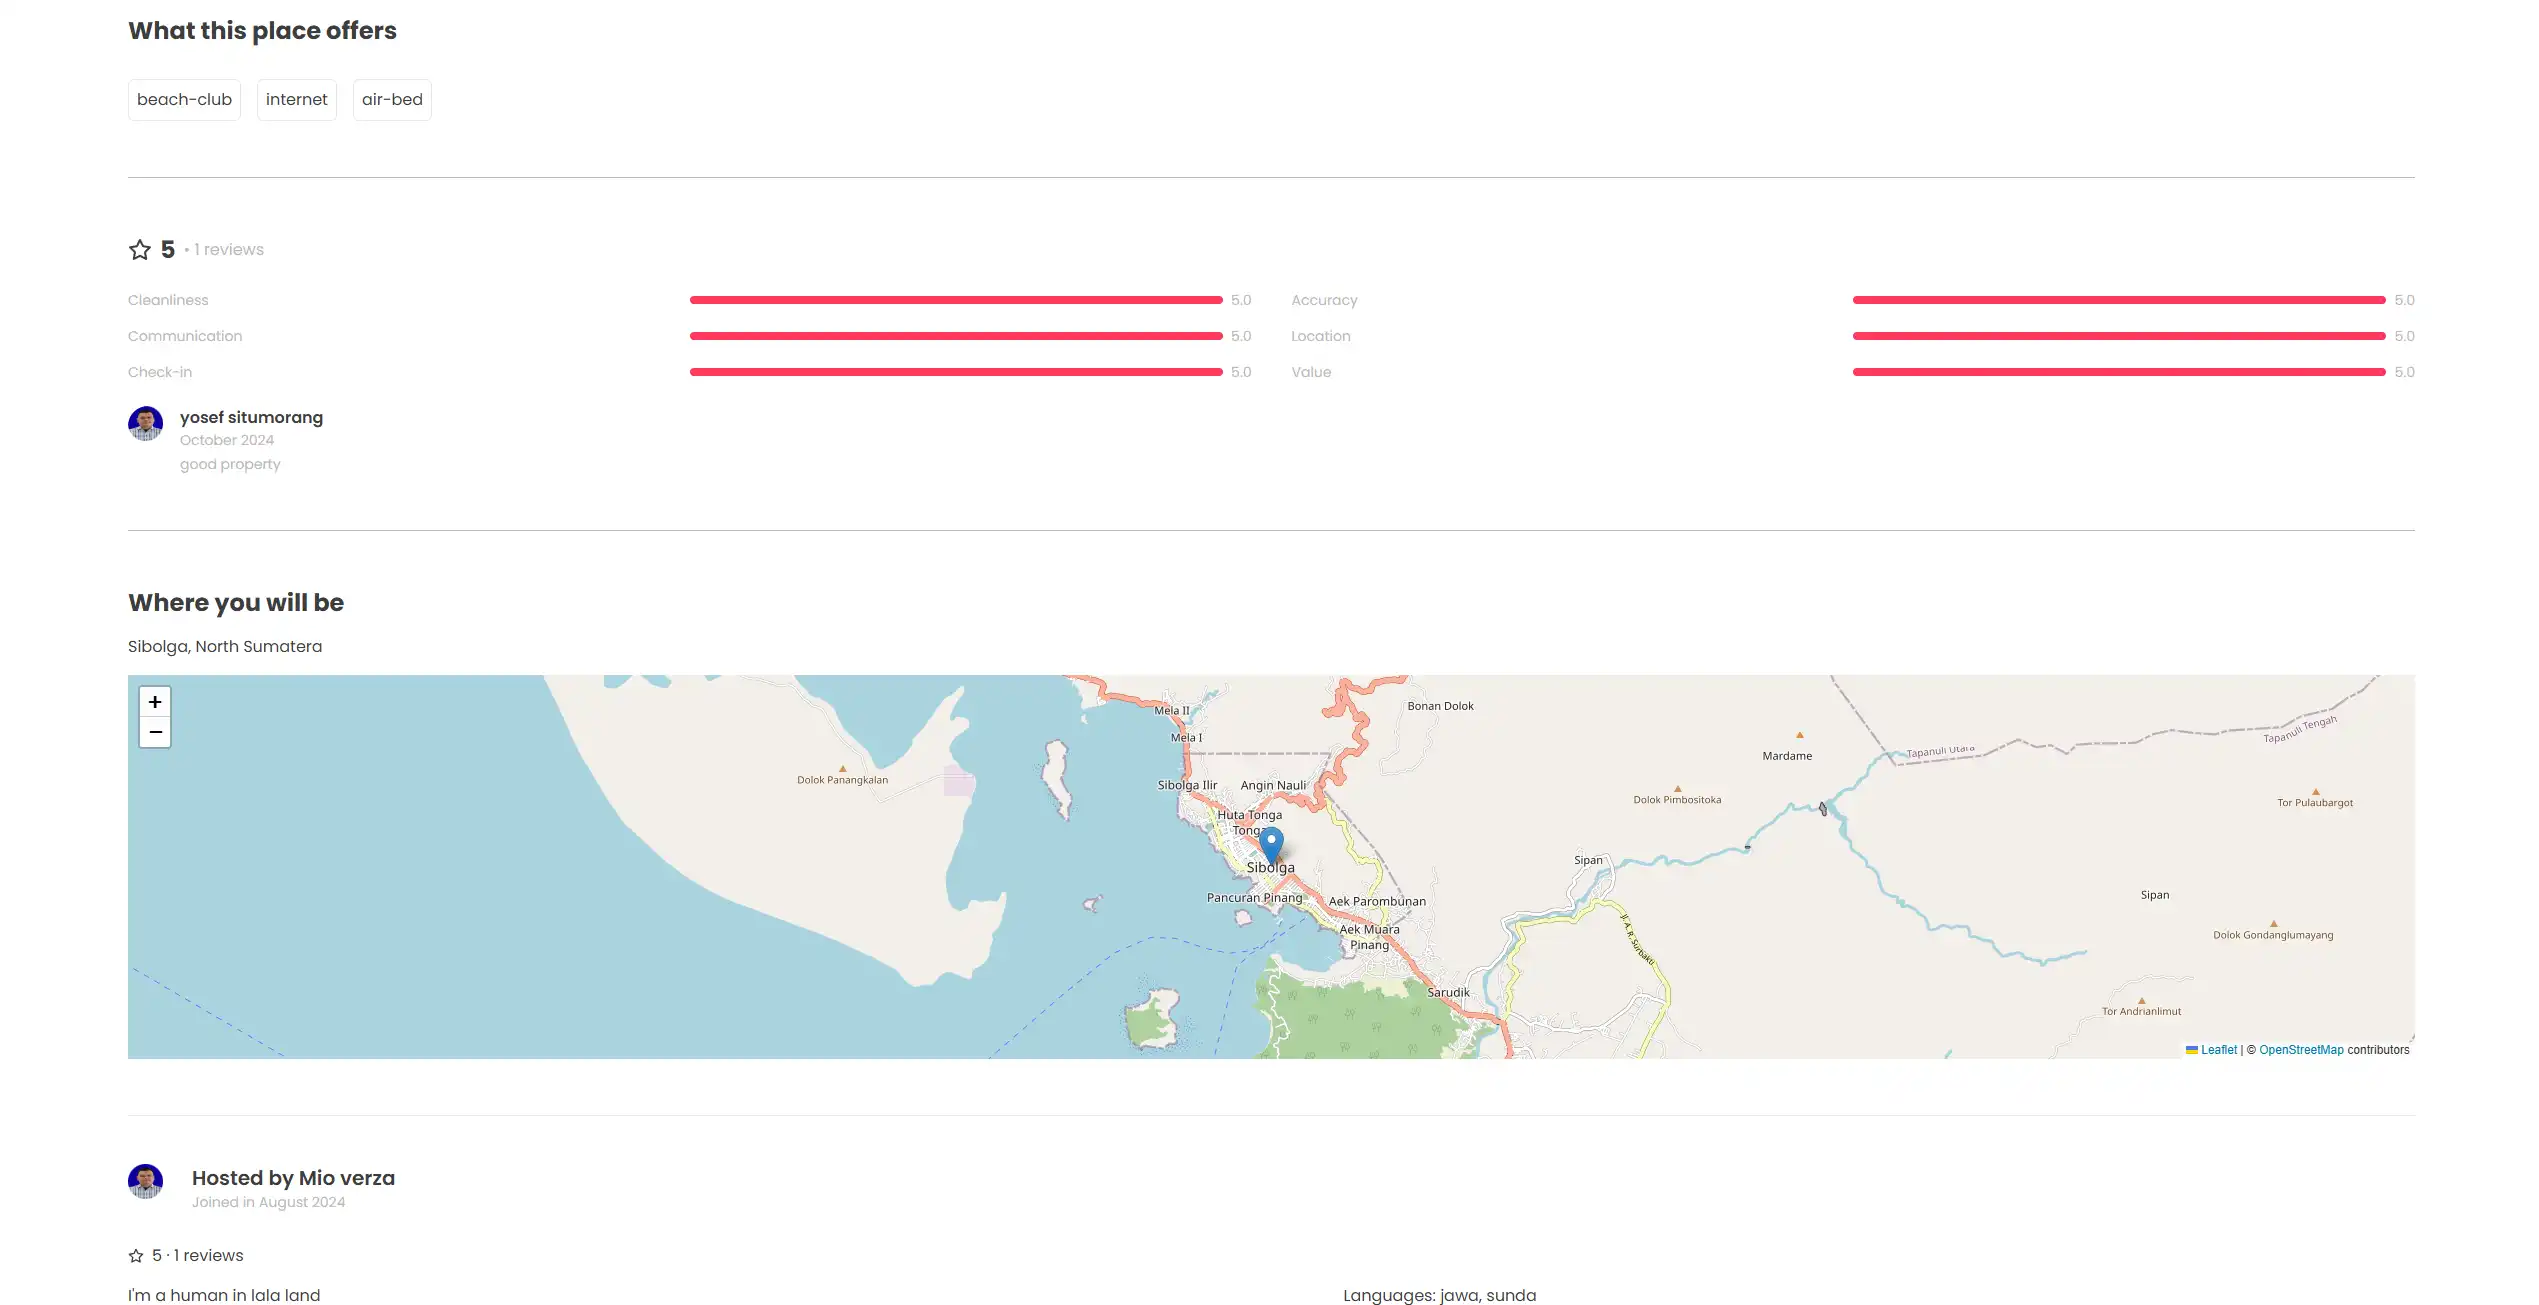 What this place offers
beach-club internet air-bed
5 • 1 reviews
Cleanliness 5.0 Accuracy 5.0
Communication 5.0 Location 5.0
Check-in 5.0 Value 5.0
yosef situmorang
October 2024
good property
Where you will be
Sibolga, North Sumatera
+
−
Bonan Dolok
Mela II
Tapanuli Tengah
Mela I
Tapanuli Utara
Mardame
Dolok Panangkalan
Sibolga Ilir
Angin Nauli
Dolok Pimbositoka
Tor Pulaubargot
Huta Tonga
Tonga
Sibolga
Sipan
Pancuran Pinang
Aek Parombunan
Sipan
Aek Muara
Pinang
Jl. A. R. Surbakti
Dolok Gondanglumayang
Sarudik
Tor Andrianlimut
Leaflet | © OpenStreetMap contributors
Hosted by Mio verza
Joined in August 2024
5 · 1 reviews
I'm a human in lala land
Languages: jawa, sunda